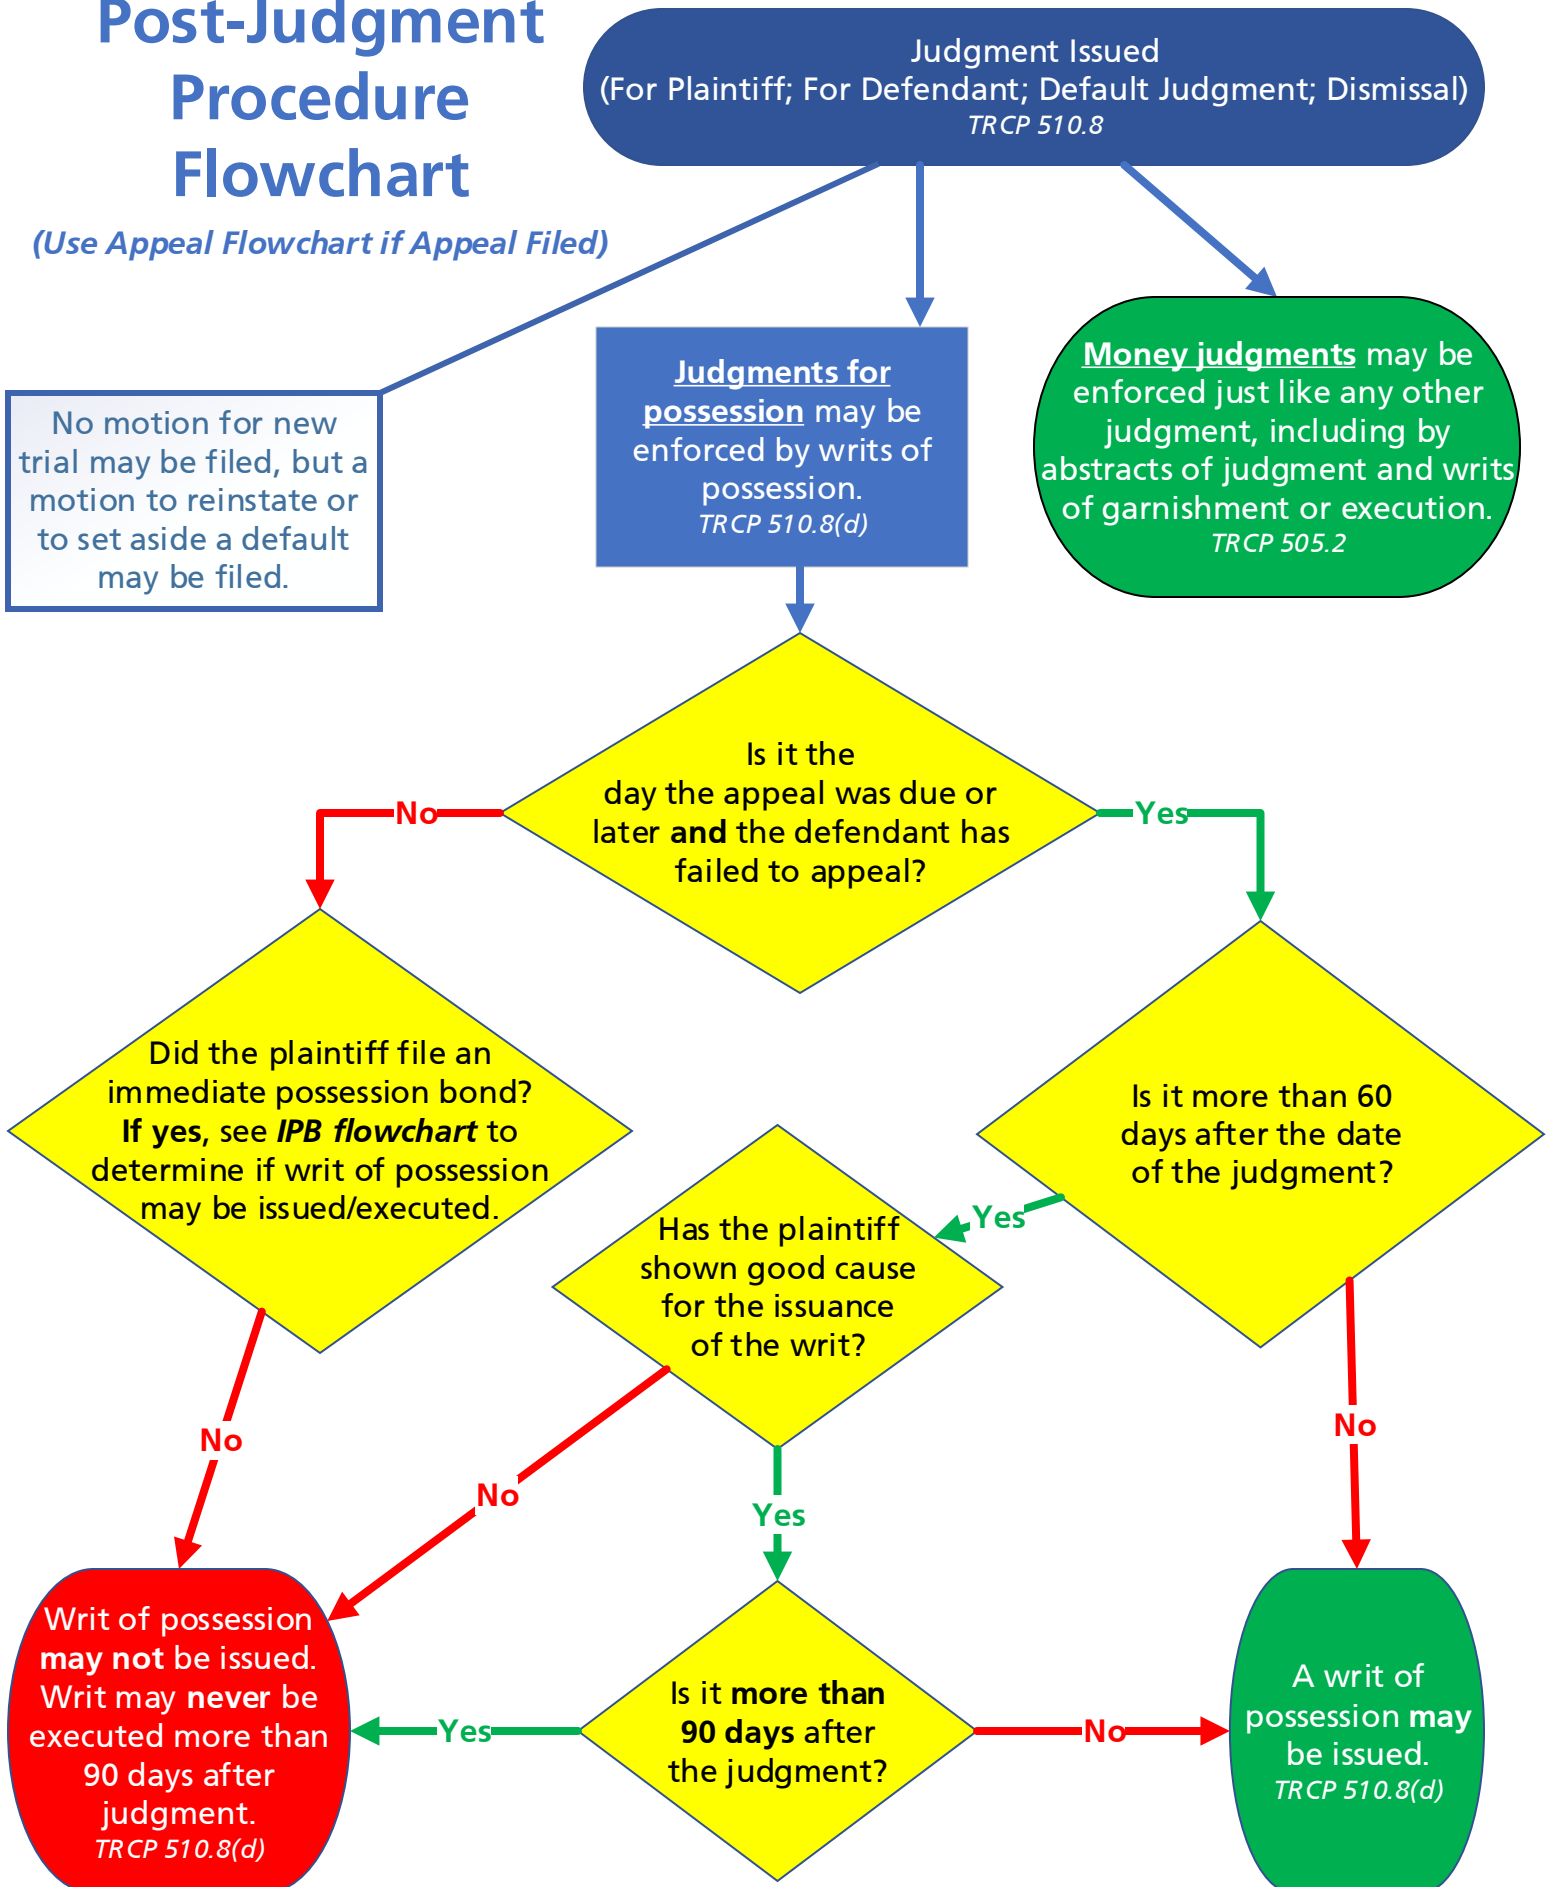 Post-Judgment
Procedure
Flowchart
(Use Appeal Flowchart if Appeal Filed)
Judgment Issued
(For Plaintiff; For Defendant; Default Judgment; Dismissal)
TRCP 510.8
No motion for new
trial may be filed, but a
motion to reinstate or
to set aside a default
may be filed.
Judgments for
possession may be
enforced by writs of
possession.
TRCP 510.8(d)
Money judgments may be
enforced just like any other
judgment, including by
abstracts of judgment and writs
of garnishment or execution.
TRCP 505.2
Is it the
day the appeal was due or
later and the defendant has
failed to appeal?
No
Yes
Did the plaintiff file an
immediate possession bond?
If yes, see IPB flowchart to
determine if writ of possession
may be issued/executed.
Is it more than 60
days after the date
of the judgment?
Yes
Has the plaintiff
shown good cause
for the issuance
of the writ?
No
No
No
Yes
Writ of possession
may not be issued.
Writ may never be
executed more than
90 days after
judgment.
TRCP 510.8(d)
Yes
Is it more than
90 days after
the judgment?
No
A writ of
possession may
be issued.
TRCP 510.8(d)